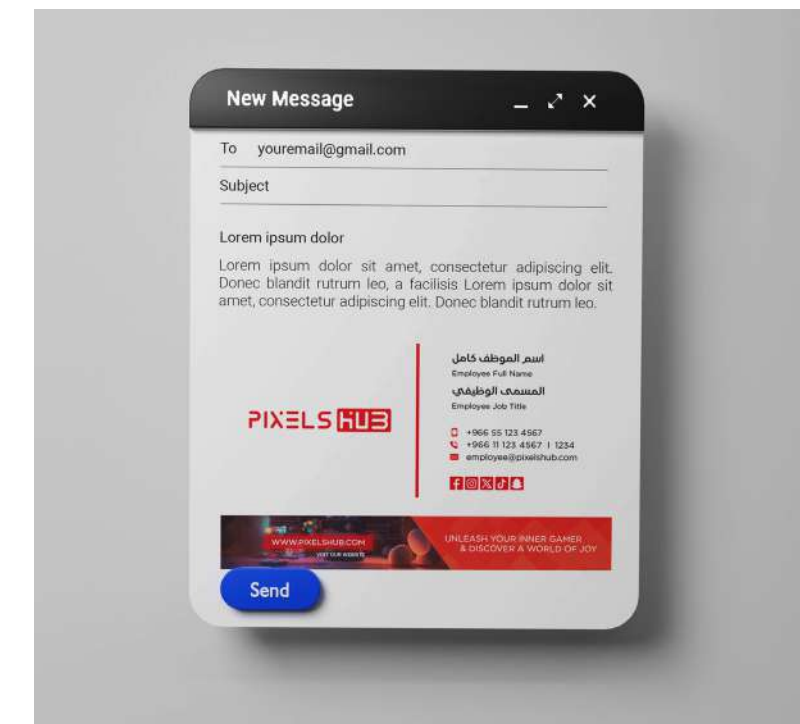 New Message
To youremail@gmail.com
Subject
Lorem ipsum dolor
Lorem ipsum dolor sit amet, consectetur adipiscing elit.
Donec blandit rutrum leo, a facilisis Lorem ipsum dolor sit
amet, consectetur adipiscing elit. Donec blandit rutrum leo.
PIXELS HUB
اسم الموظف كامل
Employee Full Name
المسمى الوظيفي
Employee Job Title
+966 55 123 4567
+966 11 123 4567 | 1234
employee@pixelshub.com
WWW.PIXELSHUB.COM
VISIT OUR WEBSITE
UNLEASH YOUR INNER GAMER
& DISCOVER A WORLD OF JOY
Send